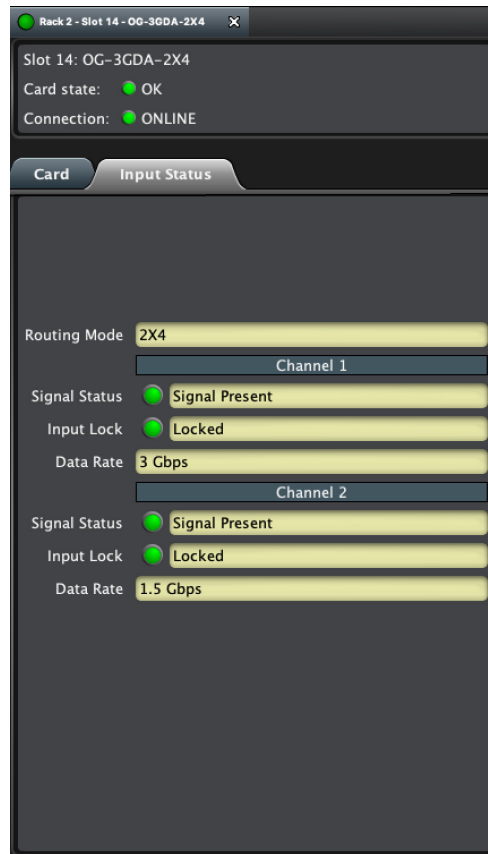 Rack 2 - Slot 14 - OG-3GDA-2X4 X
Slot 14: OG-3GDA-2X4
Card state: OK
Connection: ONLINE
Card Input Status
Routing Mode 2X4
Channel 1
Signal Status Signal Present
Input Lock Locked
Data Rate 3 Gbps
Channel 2
Signal Status Signal Present
Input Lock Locked
Data Rate 1.5 Gbps